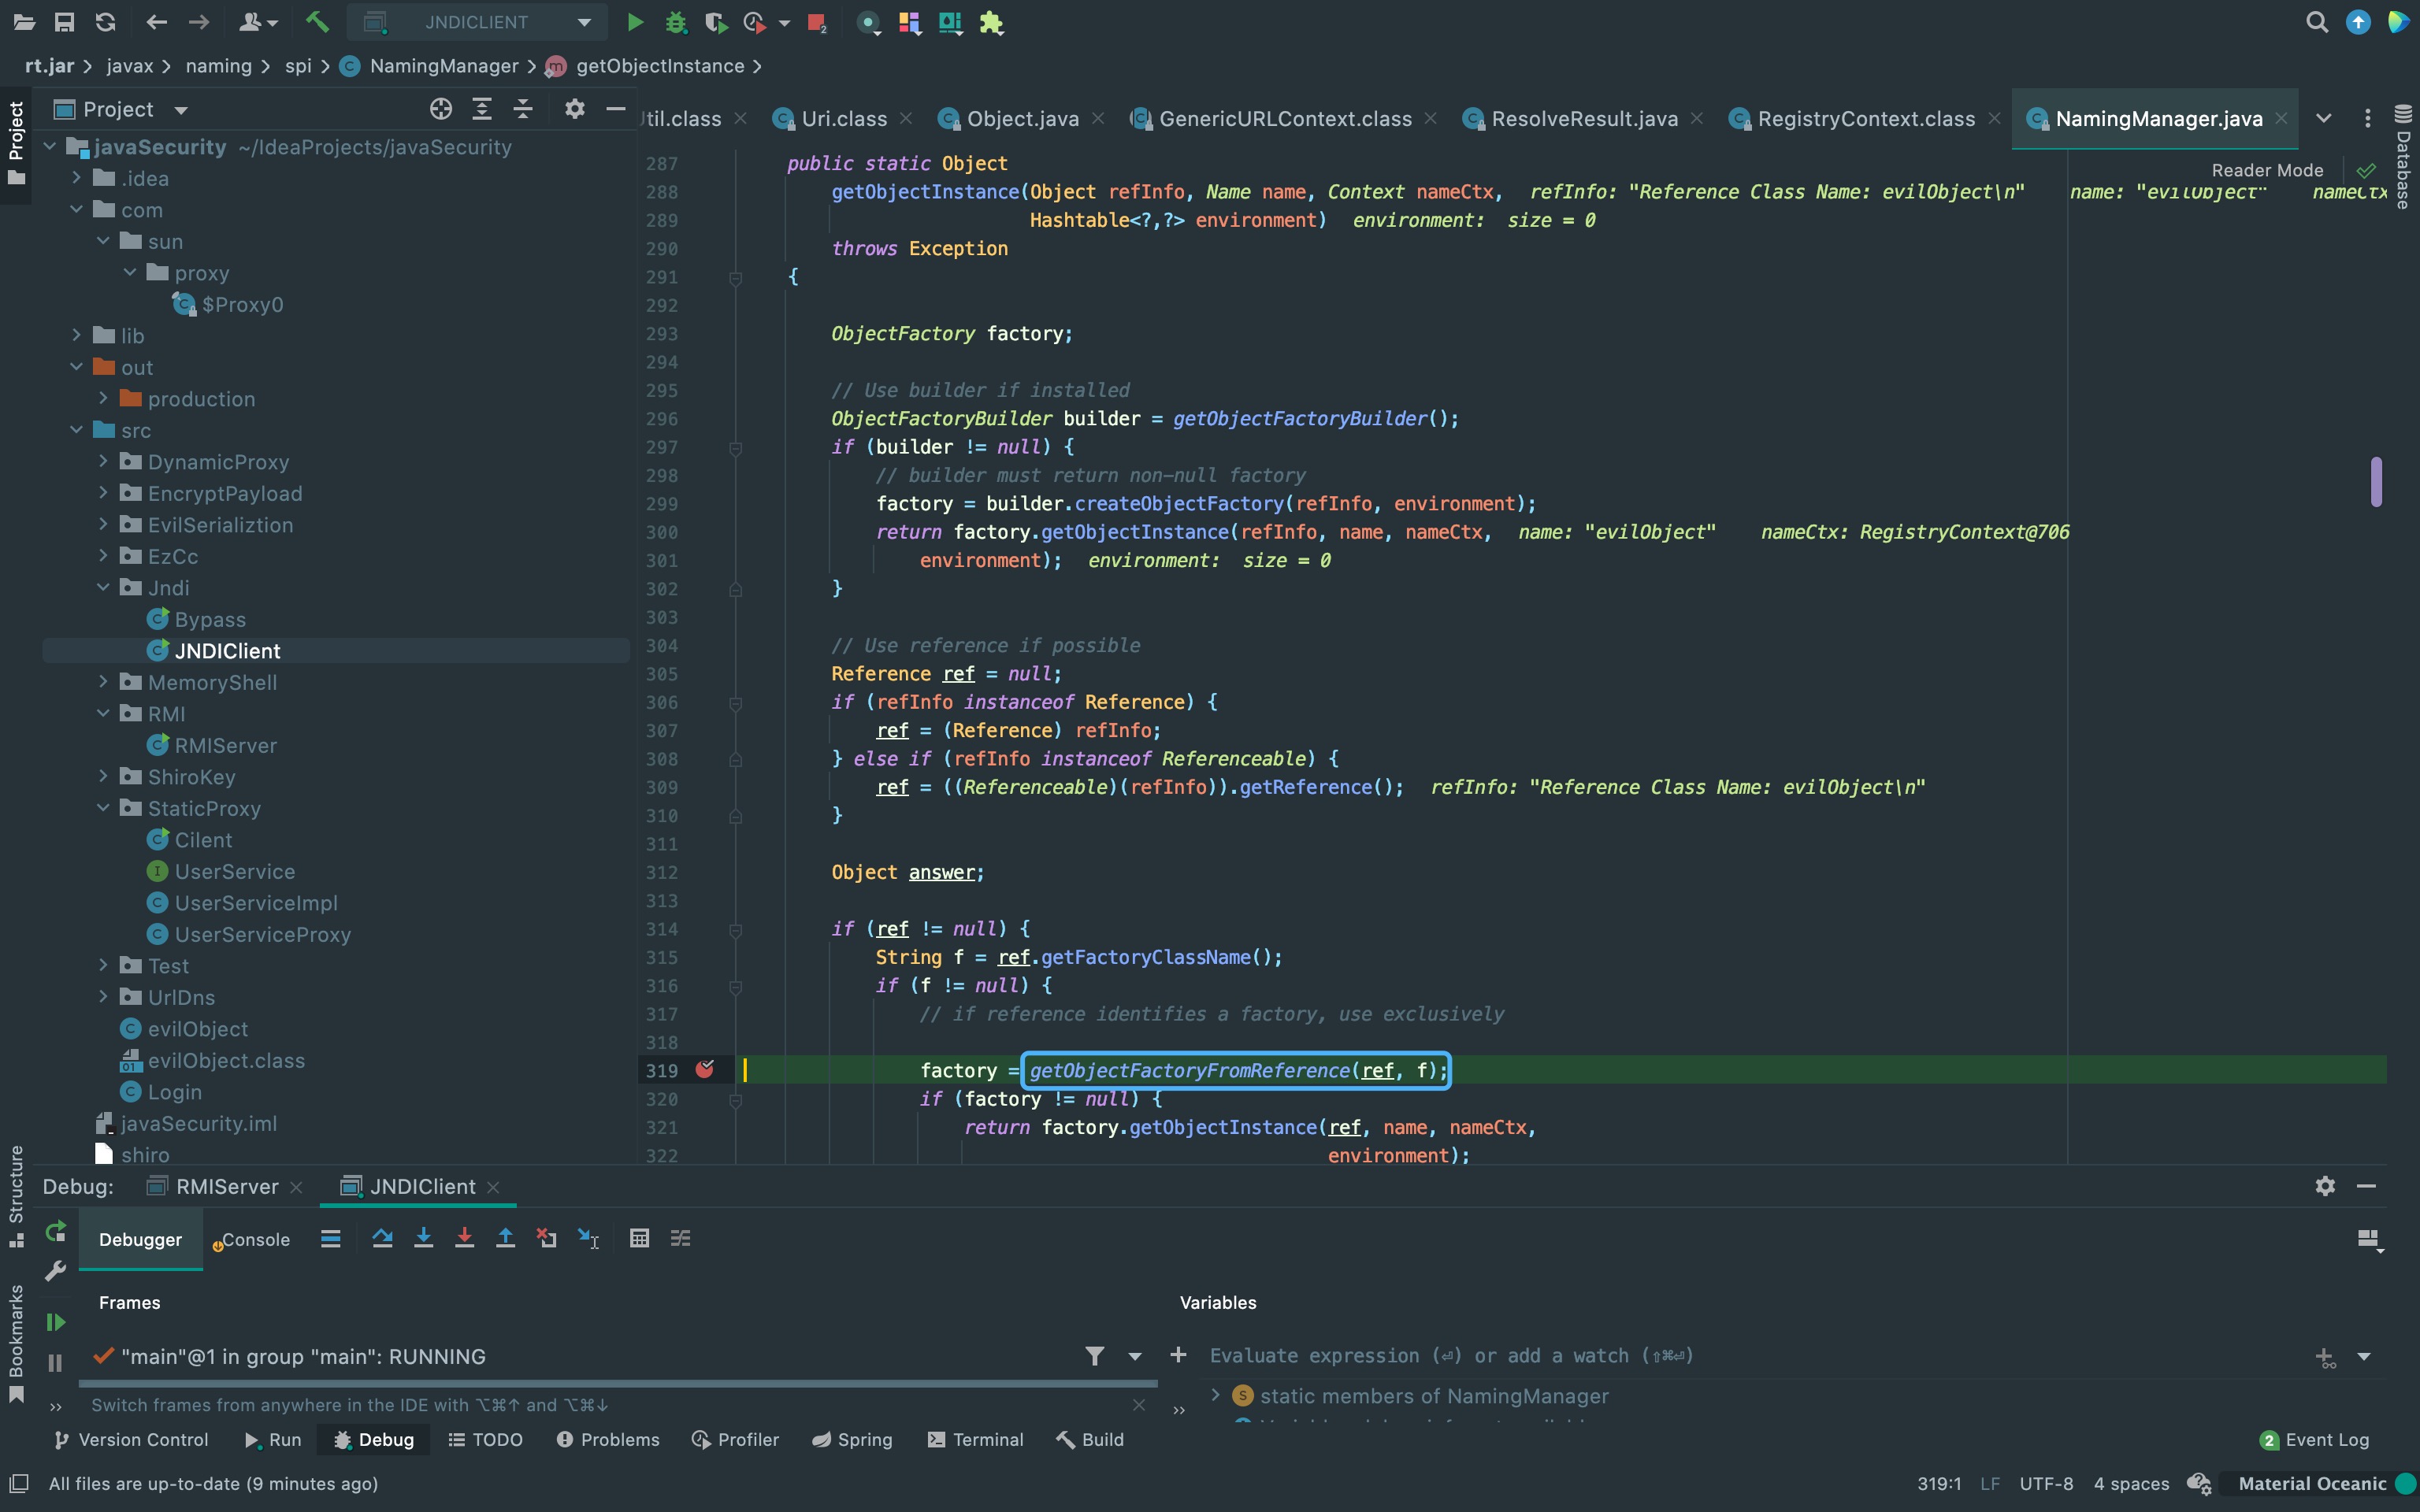 JNDICLIENT
rt.jar javax naming spi NamingManager getObjectInstance
Project
Project
javaSecurity ~/IdeaProjects/javaSecurity
.idea
com
sun
proxy
$Proxy0
lib
out
production
src
DynamicProxy
EncryptPayload
EvilSerializtion
EzCc
Jndi
Bypass
JNDIClient
MemoryShell
RMI
RMIServer
ShiroKey
StaticProxy
Cilent
UserService
UserServiceImpl
UserServiceProxy
Test
UrlDns
evilObject
evilObject.class
Login
javaSecurity.iml
shiro
Structure
Bookmarks
til.class Uri.class Object.java GenericURLContext.class ResolveResult.java RegistryContext.class NamingManager.java
Database
Reader Mode
287 public static Object
288 getObjectInstance(Object refInfo, Name name, Context nameCtx, refInfo: "Reference Class Name: evilObject\n" name: "evilObject" nameCtx
289 Hashtable<?,?> environment) environment: size = 0
290 throws Exception
291 {
292
293 ObjectFactory factory;
294
295 // Use builder if installed
296 ObjectFactoryBuilder builder = getObjectFactoryBuilder();
297 if (builder != null) {
298 // builder must return non-null factory
299 factory = builder.createObjectFactory(refInfo, environment);
300 return factory.getObjectInstance(refInfo, name, nameCtx, name: "evilObject" nameCtx: RegistryContext@706
301 environment); environment: size = 0
302 }
303
304 // Use reference if possible
305 Reference ref = null;
306 if (refInfo instanceof Reference) {
307 ref = (Reference) refInfo;
308 } else if (refInfo instanceof Referenceable) {
309 ref = ((Referenceable)(refInfo)).getReference(); refInfo: "Reference Class Name: evilObject\n"
310 }
311
312 Object answer;
313
314 if (ref != null) {
315 String f = ref.getFactoryClassName();
316 if (f != null) {
317 // if reference identifies a factory, use exclusively
318
319 factory = getObjectFactoryFromReference(ref, f);
320 if (factory != null) {
321 return factory.getObjectInstance(ref, name, nameCtx,
322 environment);
Debug: RMIServer JNDIClient
Debugger Console
Frames
Variables
"main"@1 in group "main": RUNNING
Evaluate expression (⏎) or add a watch (⇧⌘⏎)
Switch frames from anywhere in the IDE with ⌥⌘↑ and ⌥⌘↓
static members of NamingManager
Version Control Run Debug TODO Problems Profiler Spring Terminal Build
2 Event Log
All files are up-to-date (9 minutes ago)
319:1 LF UTF-8 4 spaces Material Oceanic